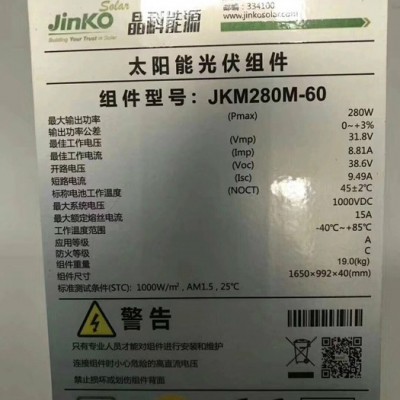 JinKO Solar 晶科能源
邮编：334100
Building Your Trust in Solar
www.jinkosolar.com
太阳能光伏组件
组件型号：JKM280M-60
最大输出功率 (Pmax) 280W
输出功率公差 0~+3%
最佳工作电压 (Vmp) 31.8V
最佳工作电流 (Imp) 8.81A
开路电压 (Voc) 38.6V
短路电流 (Isc) 9.49A
标称电池工作温度 (NOCT) 45±2℃
最大系统电压 1000VDC
最大额定熔丝电流 15A
工作温度范围 -40℃~+85℃
应用等级 A
防火等级 C
组件重量 19.0(kg)
组件尺寸 1650×992×40(mm)
标准测试条件(STC): 1000W/m², AM1.5, 25℃
警告
只有专业人员才能对组件进行安装和维护
连接组件时小心危险的高直流电压
禁止损坏或划伤组件背面